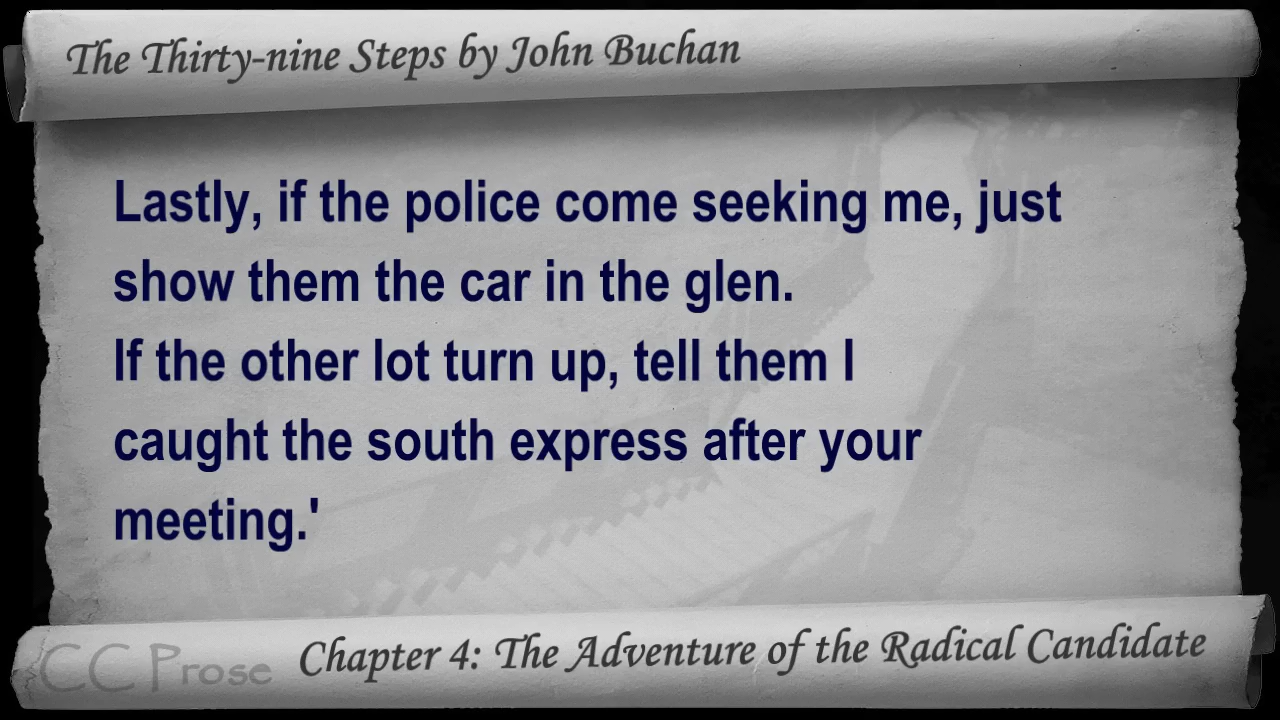 The Thirty-nine Steps by John Buchan
Lastly, if the police come seeking me, just
show them the car in the glen.
If the other lot turn up, tell them I
caught the south express after your
meeting.'
CC Prose
Chapter 4: The Adventure of the Radical Candidate